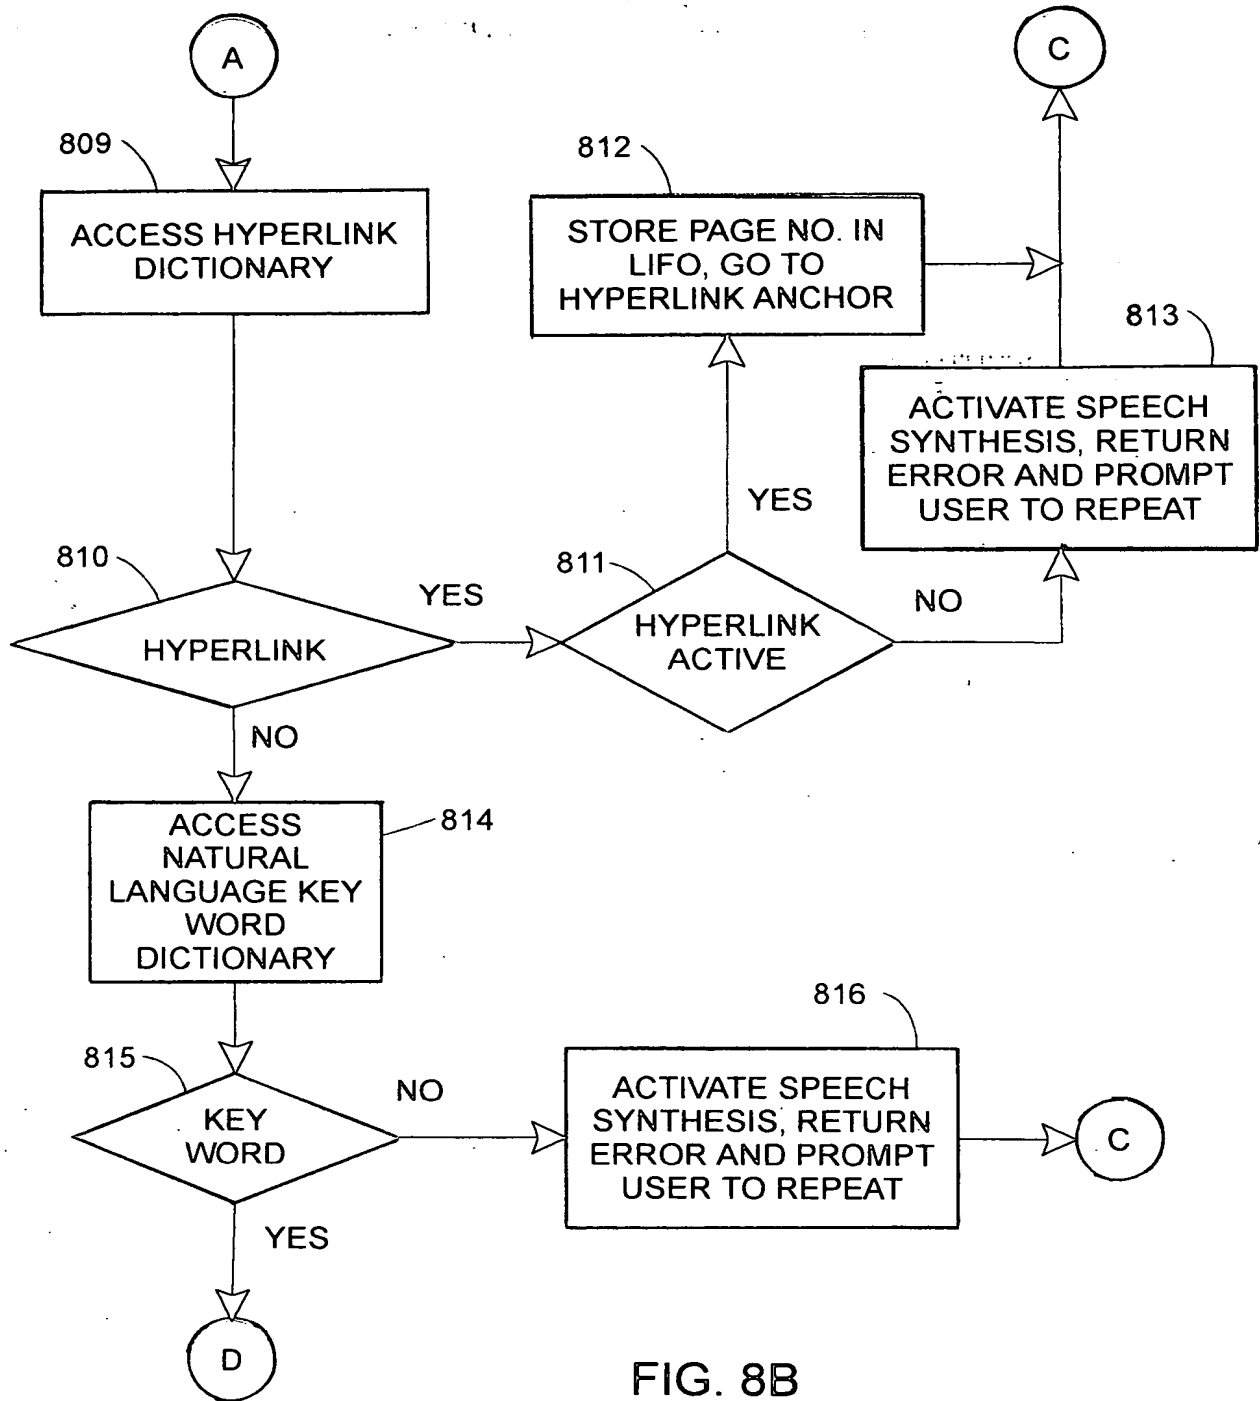 A
C
809
ACCESS HYPERLINK
DICTIONARY
812
STORE PAGE NO. IN
LIFO, GO TO
HYPERLINK ANCHOR
813
ACTIVATE SPEECH
SYNTHESIS, RETURN
ERROR AND PROMPT
USER TO REPEAT
YES
810
HYPERLINK
YES
811
HYPERLINK
ACTIVE
NO
NO
ACCESS
NATURAL
LANGUAGE KEY
WORD
DICTIONARY
814
815
KEY
WORD
NO
816
ACTIVATE SPEECH
SYNTHESIS, RETURN
ERROR AND PROMPT
USER TO REPEAT
C
YES
D
FIG. 8B